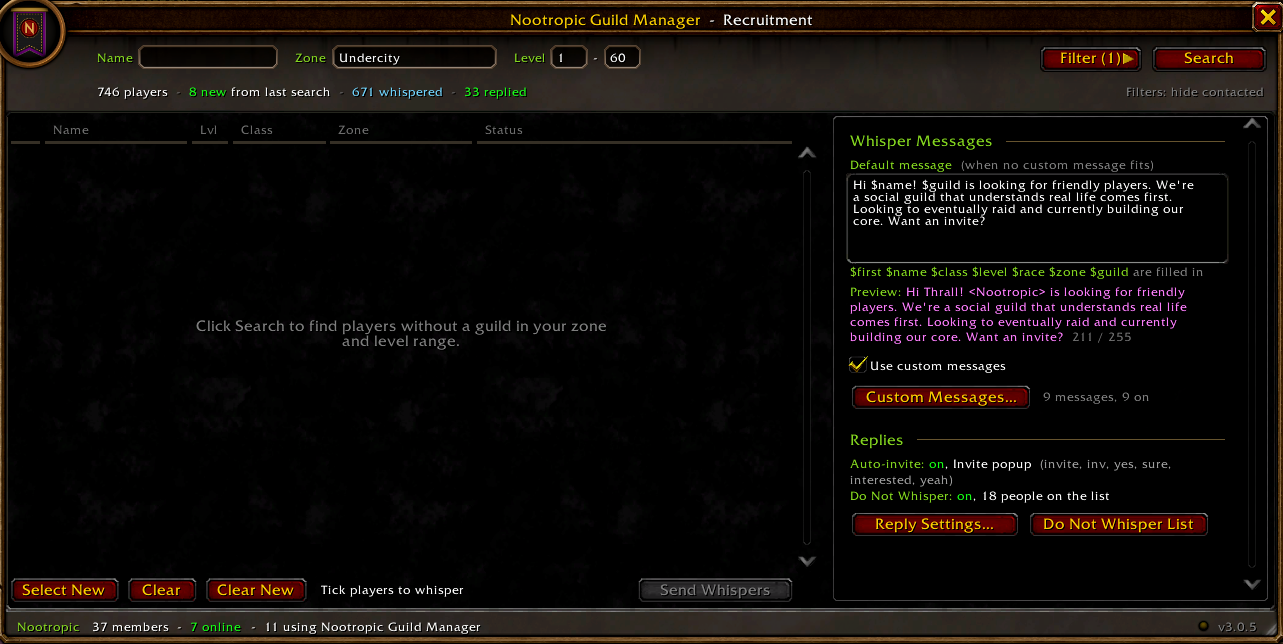 N
Nootropic Guild Manager - Recruitment
Name
Zone Undercity
Level 1 - 60
Filter (1)
Search
746 players - 8 new from last search - 671 whispered - 33 replied
Filters: hide contacted
Name Lvl Class Zone Status
Click Search to find players without a guild in your zone
and level range.
Whisper Messages
Default message (when no custom message fits)
Hi $name! $guild is looking for friendly players. We're
a social guild that understands real life comes first.
Looking to eventually raid and currently building our
core. Want an invite?
$first $name $class $level $race $zone $guild are filled in
Preview: Hi Thrall! <Nootropic> is looking for friendly
players. We're a social guild that understands real life
comes first. Looking to eventually raid and currently
building our core. Want an invite? 211 / 255
Use custom messages
Custom Messages... 9 messages, 9 on
Replies
Auto-invite: on, Invite popup (invite, inv, yes, sure,
interested, yeah)
Do Not Whisper: on, 18 people on the list
Reply Settings... Do Not Whisper List
Select New Clear Clear New Tick players to whisper Send Whispers
Nootropic 37 members - 7 online - 11 using Nootropic Guild Manager
v3.0.5